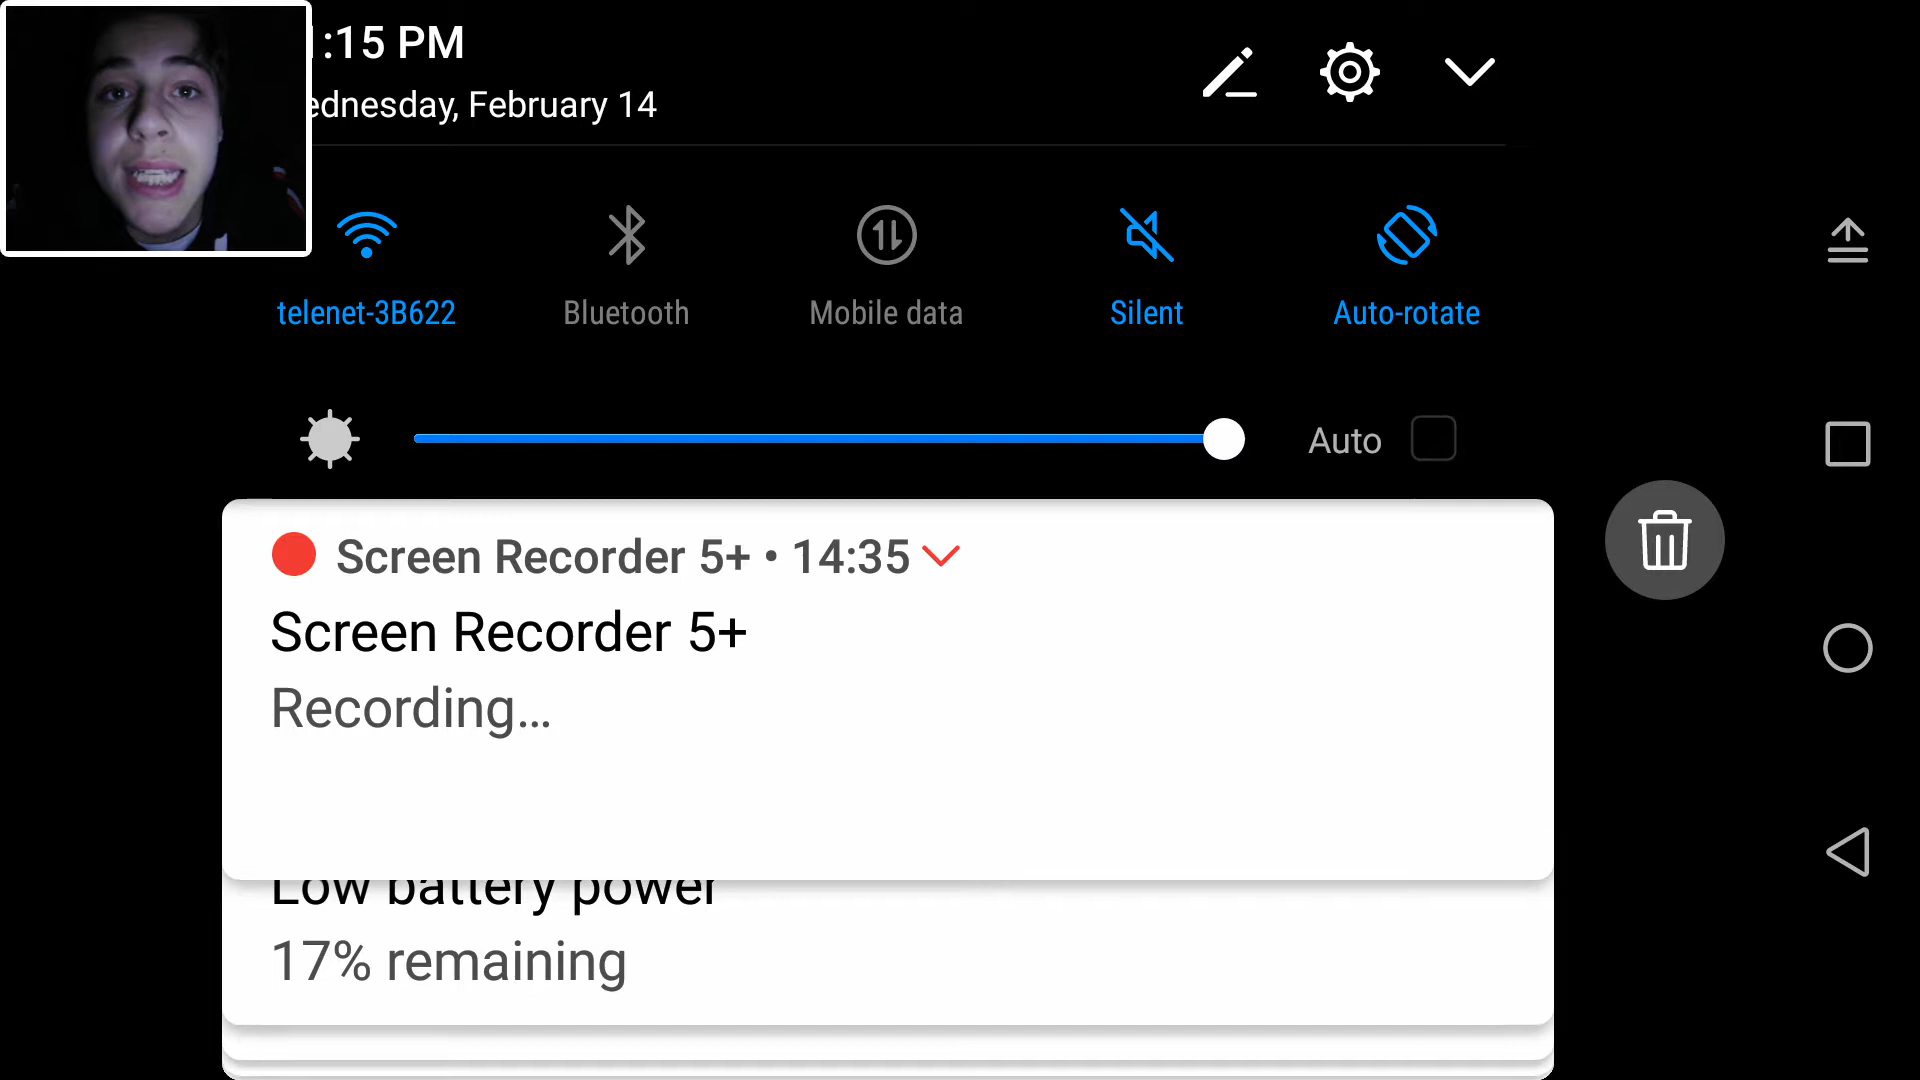 :15 PM
ednesday, February 14
telenet-3B622
Bluetooth
Mobile data
Silent
Auto-rotate
Auto
Screen Recorder 5+ • 14:35
Screen Recorder 5+
Recording...
Low battery power
17% remaining